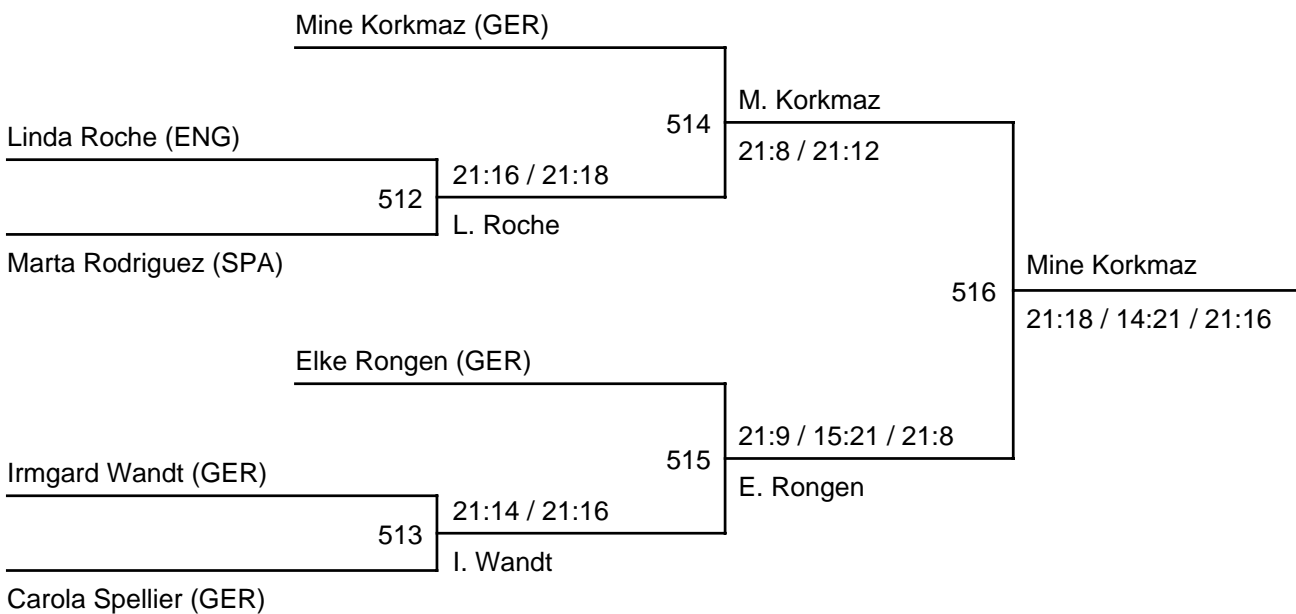 Mine Korkmaz (GER)
M. Korkmaz
514
Linda Roche (ENG)
21:8 / 21:12
21:16 / 21:18
512
L. Roche
Marta Rodriguez (SPA)
Mine Korkmaz
516
21:18 / 14:21 / 21:16
Elke Rongen (GER)
21:9 / 15:21 / 21:8
515
Irmgard Wandt (GER)
E. Rongen
21:14 / 21:16
513
I. Wandt
Carola Spellier (GER)